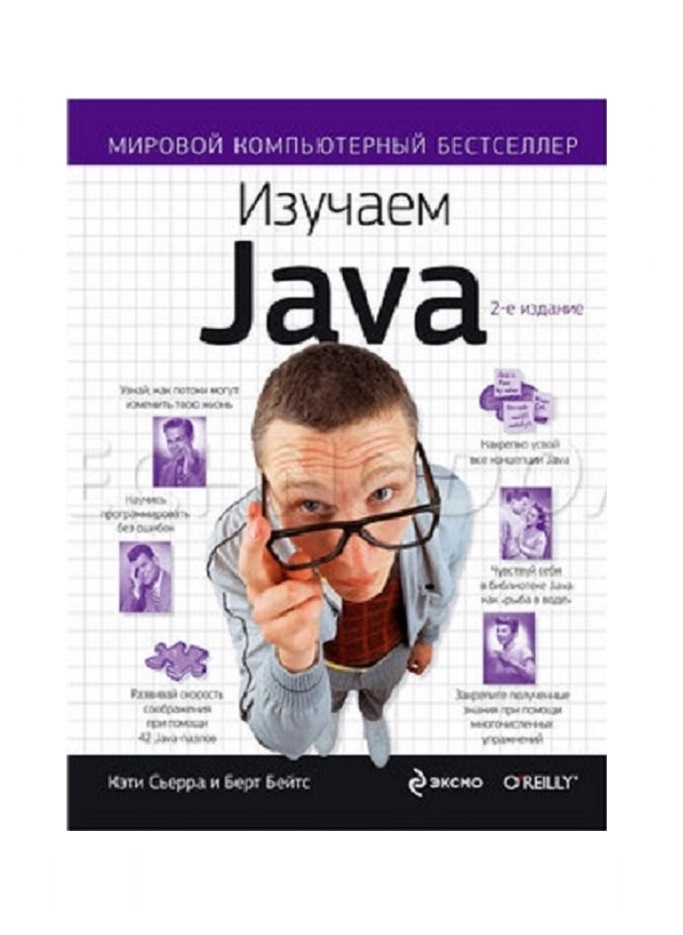 МИРОВОЙ КОМПЬЮТЕРНЫЙ БЕСТСЕЛЛЕР
Изучаем
Java
2-е издание
Узнай, как потоки могут
изменить твою жизнь
Научись
программировать
без ошибок
Развивай скорость
соображения
при помощи
42 Java-пазлов
Накрепко усвой
все концепции Java
Чувствуй себя
в библиотеке Java
как «рыба в воде»
Закрепите полученные
знания при помощи
многочисленных
упражнений
Кэти Сьерра и Берт Бейтс
ЭКСМО
O'REILLY®